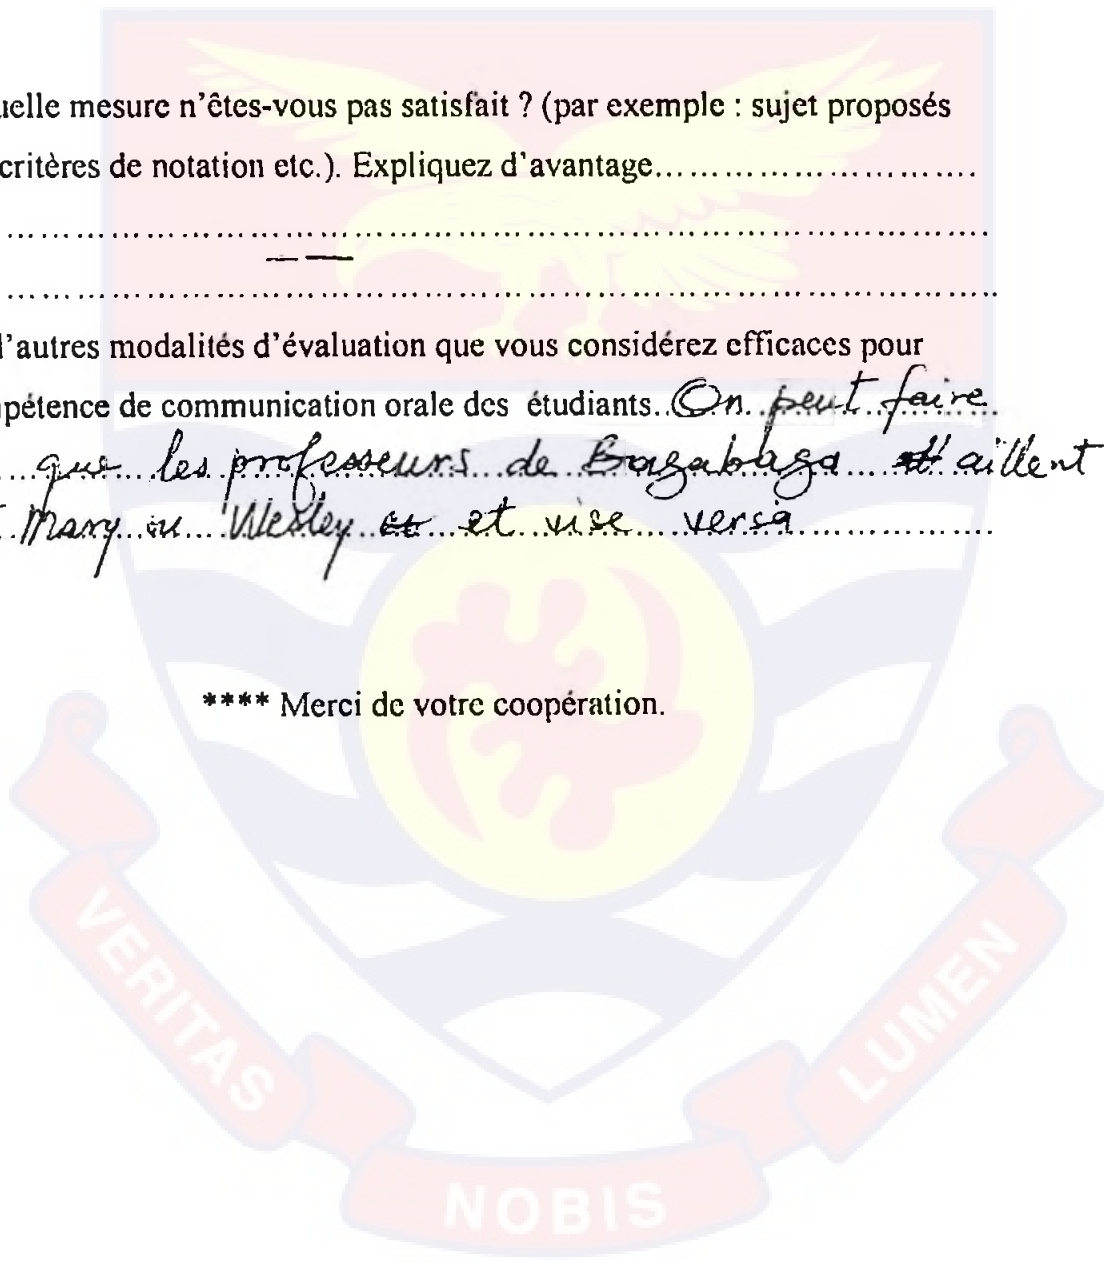 uelle mesure n'êtes-vous pas satisfait ? (par exemple : sujet proposés
critères de notation etc.). Expliquez d'avantage..............................
.......................................................................................
.......................................................................................
l'autres modalités d'évaluation que vous considérez efficaces pour
pétence de communication orale des étudiants..On peut faire
que les professeurs de Bagabaga aillent
Mary ou Wesley et vise versa
**** Merci de votre coopération.
VERITAS
NOBIS
LUMEN